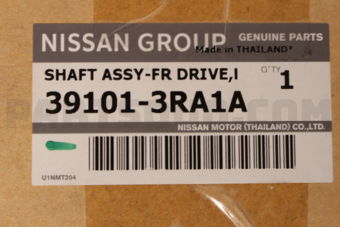 NISSAN GROUP GENUINE PARTS
Made in THAILAND*
SHAFT ASSY-FR DRIVE,I Q'TY 1
39101-3RA1A
NISSAN MOTOR (THAILAND) CO.,LTD.
U1NMT204